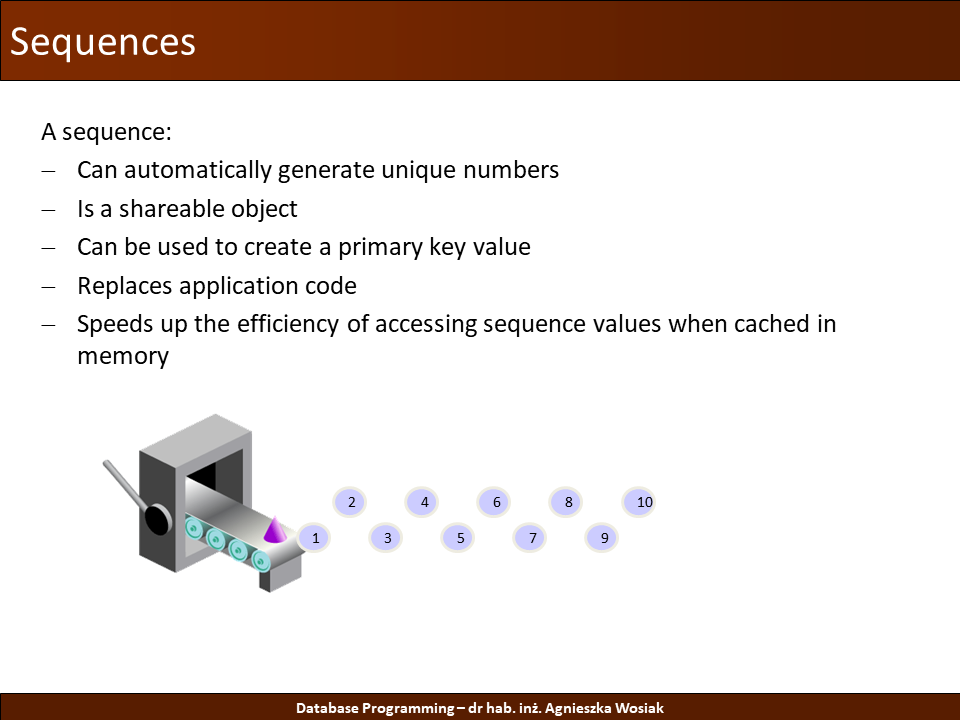 Sequences
A sequence:
– Can automatically generate unique numbers
– Is a shareable object
– Can be used to create a primary key value
– Replaces application code
– Speeds up the efficiency of accessing sequence values when cached in
memory
2 4 6 8 10
1 3 5 7 9
Database Programming – dr hab. inż. Agnieszka Wosiak